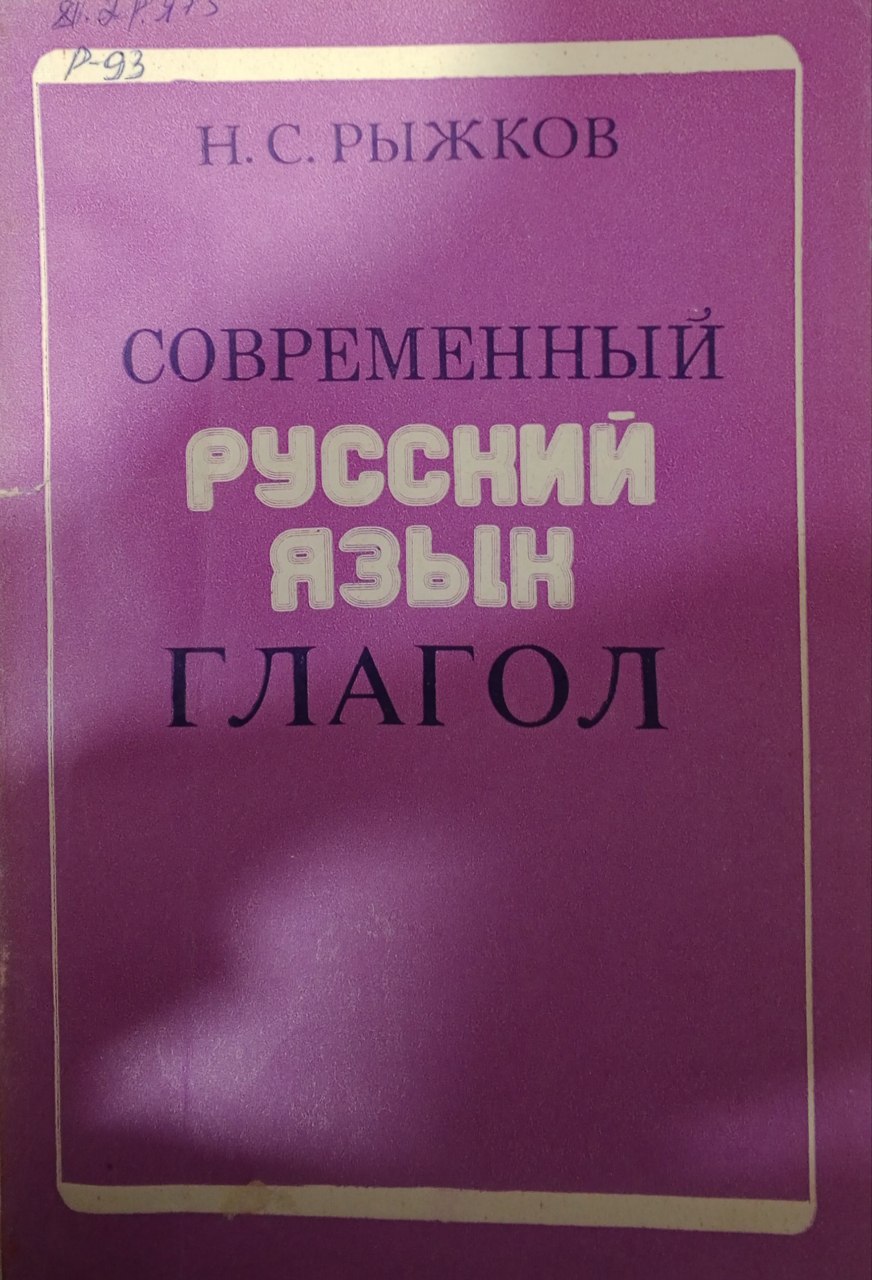 Р-93
Н. С. РЫЖКОВ
СОВРЕМЕННЫЙ
РУССКИЙ
ЯЗЫК
ГЛАГОЛ